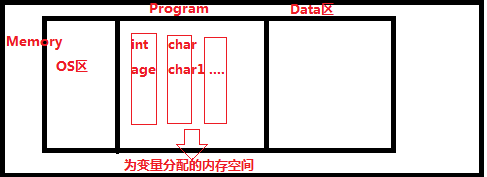 Program
Data区
Memory
OS区
int char
age char1 ....
为变量分配的内存空间